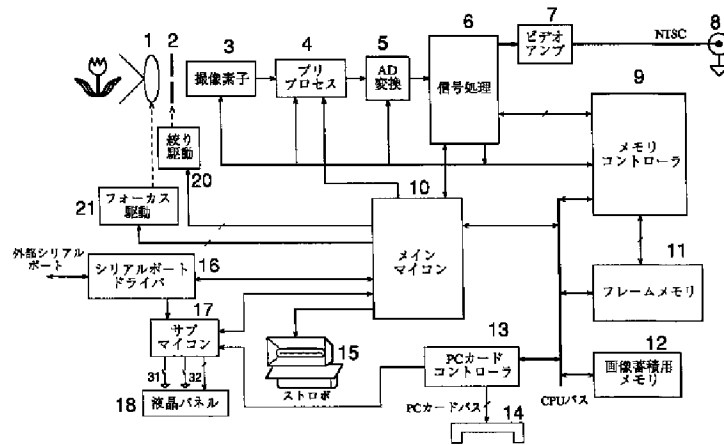 1
2
3
撮像素子
4
プリ
プロセス
5
AD
変換
6
信号処理
7
ビデオ
アンプ
NTSC
8
9
メモリ
コントローラ
絞り
駆動
20
21
フォーカス
駆動
10
メイン
マイコン
11
フレームメモリ
外部シリアル
ポート
シリアルポート
ドライバ
16
17
サブ
マイコン
31
32
18
液晶パネル
15
ストロボ
13
PCカード
コントローラ
PCカードバス
14
CPUバス
12
画像蓄積用
メモリ